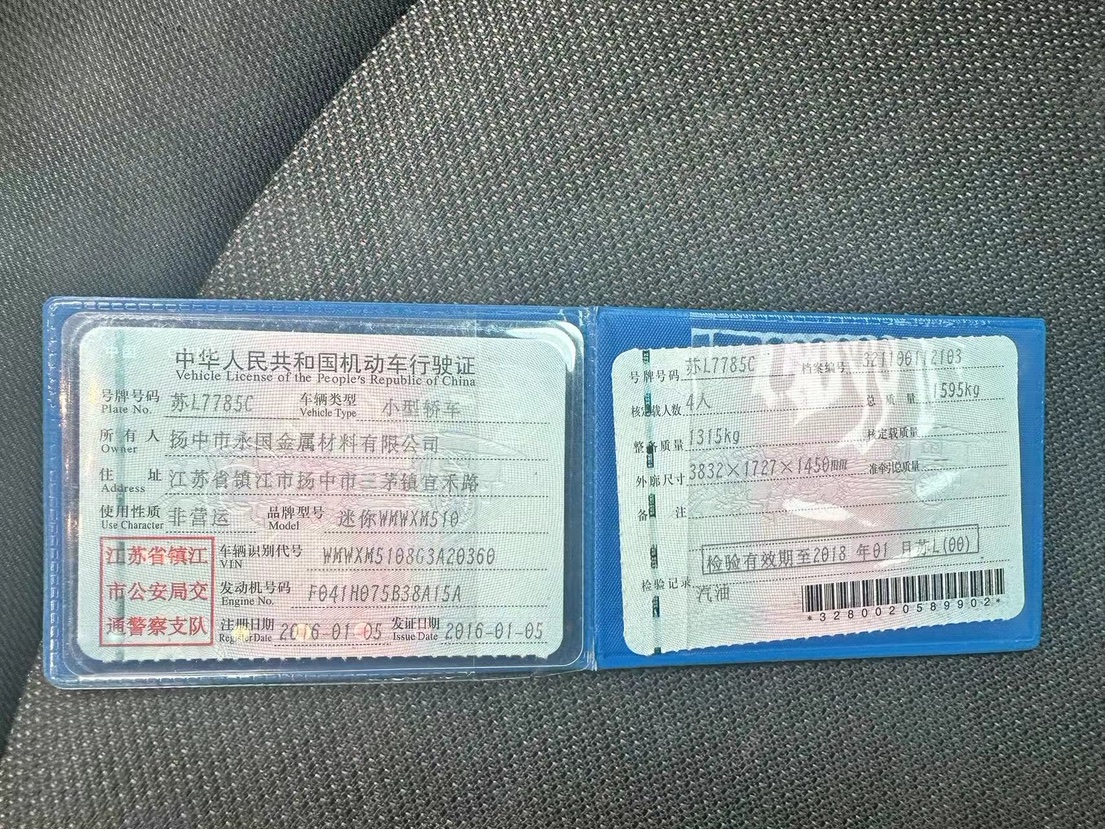 中华人民共和国机动车行驶证
Vehicle License of the People's Republic of China
号牌号码 苏L7785C 车辆类型 小型轿车
Plate No. Vehicle Type
所有人 扬中市永国金属材料有限公司
Owner
住址 江苏省镇江市扬中市三茅镇宜禾路
Address
使用性质 非营运 品牌型号 迷你WMWXM510
Use Character Model
江苏省镇江
市公安局交
通警察支队
车辆识别代号 WMWXM5108G3A20360
VIN
发动机号码 F041H075B38A15A
Engine No.
注册日期 2016-01-05 发证日期 2016-01-05
Register Date Issue Date
号牌号码 苏L7785C 档案编号
核定载人数 4人 总质量 1595kg
整备质量 1315kg 核定载质量
外廓尺寸 3832×1727×1450mm 准牵引总质量
备注
检验有效期至2018年01月苏L(00)
检验记录
汽油
*3280020589902*